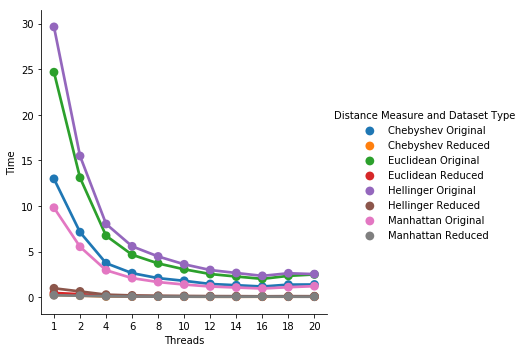 30
25
20
15
10
5
0
Time
1 2 4 6 8 10 12 14 16 18 20
Threads
Distance Measure and Dataset Type
Chebyshev Original
Chebyshev Reduced
Euclidean Original
Euclidean Reduced
Hellinger Original
Hellinger Reduced
Manhattan Original
Manhattan Reduced